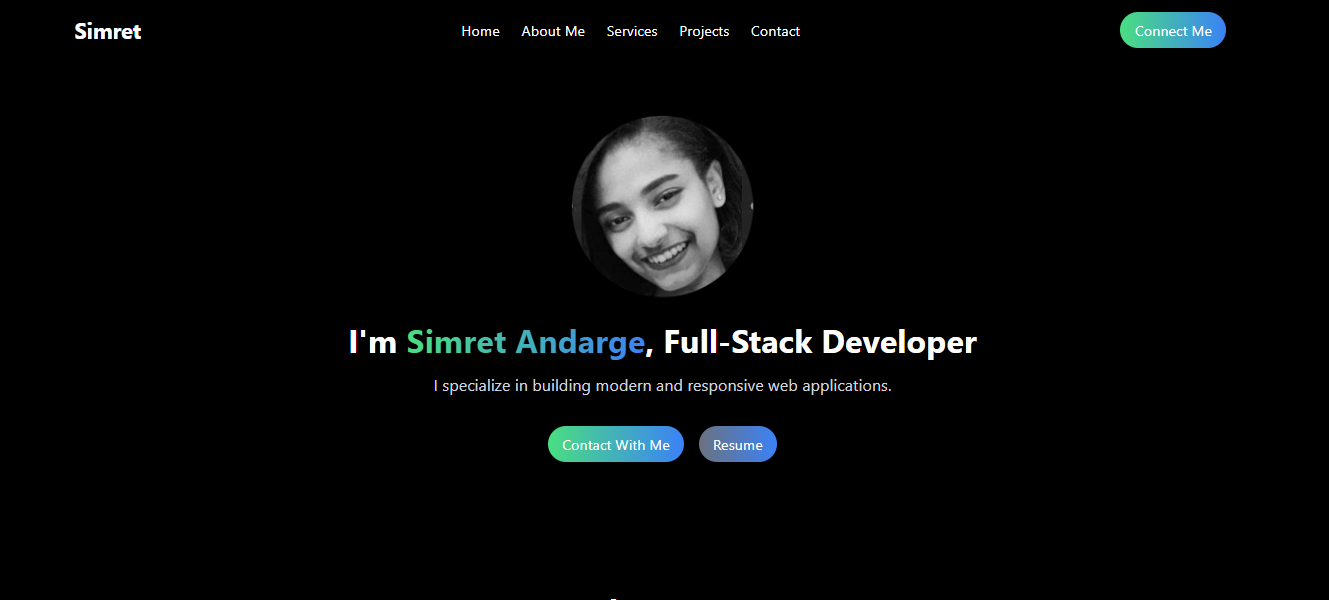 Simret
Home About Me Services Projects Contact
Connect Me
I'm Simret Andarge, Full-Stack Developer
I specialize in building modern and responsive web applications.
Contact With Me Resume